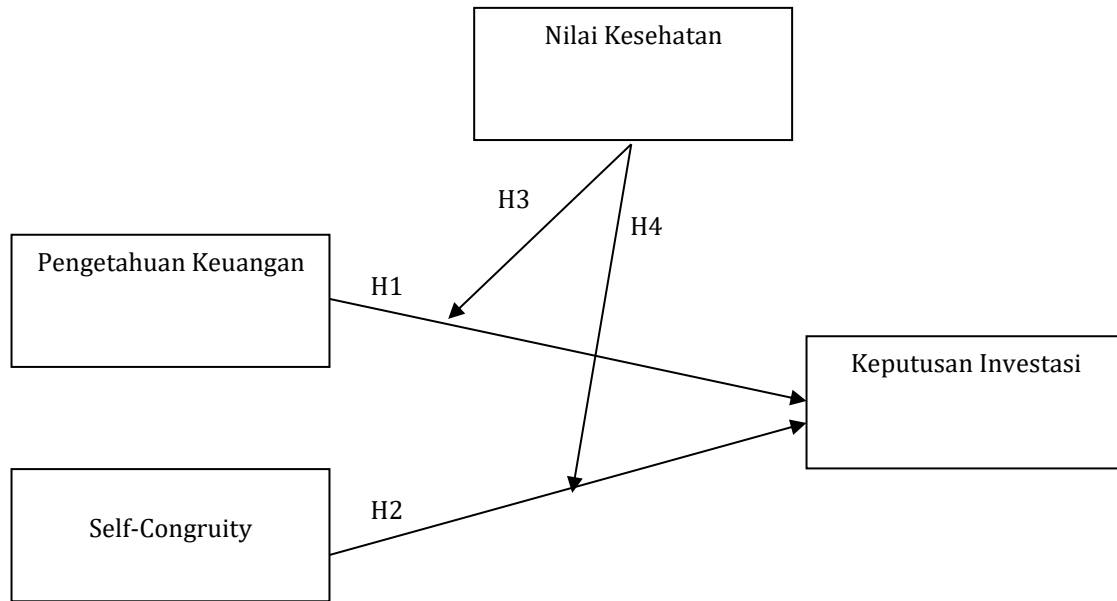 Nilai Kesehatan
H3
H4
Pengetahuan Keuangan
H1
Keputusan Investasi
H2
Self-Congruity